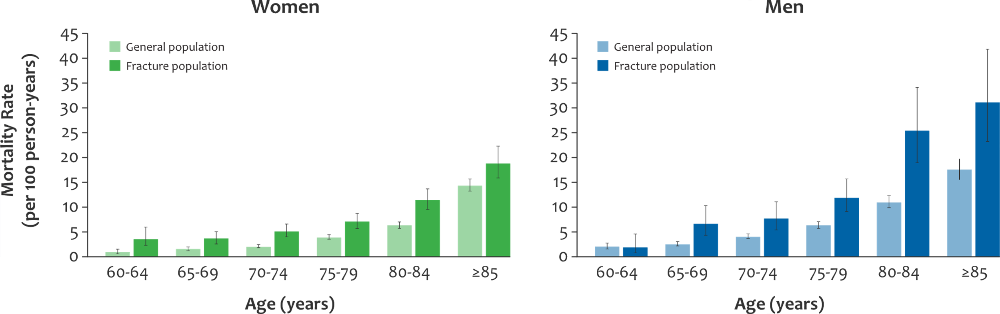 Women
Mortality Rate
(per 100 person-years)
45
40
35
30
25
20
15
10
5
0
General population
Fracture population
60-64 65-69 70-74 75-79 80-84 ≥85
Age (years)
Men
45
40
35
30
25
20
15
10
5
0
General population
Fracture population
60-64 65-69 70-74 75-79 80-84 ≥85
Age (years)